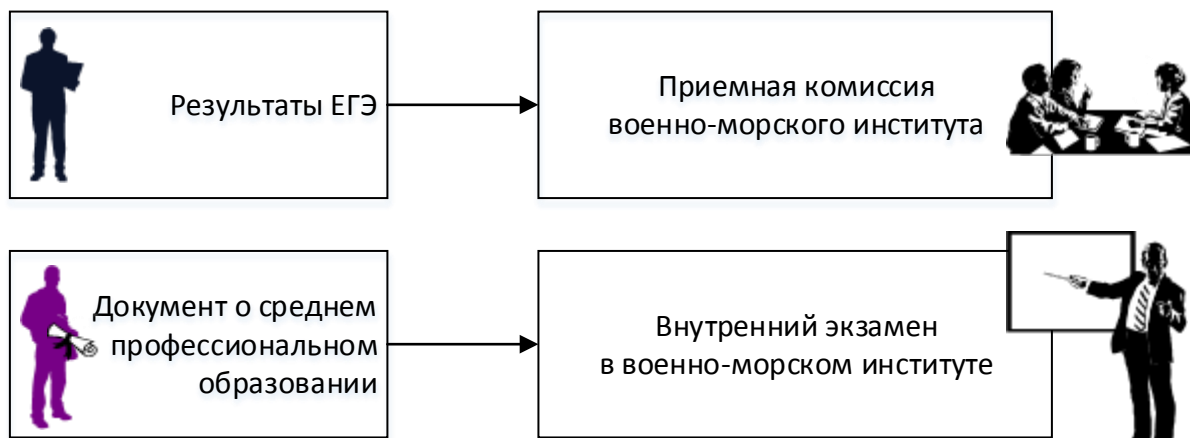 Результаты ЕГЭ
Приемная комиссия
военно-морского института
Документ о среднем
профессиональном
образовании
Внутренний экзамен
в военно-морском институте